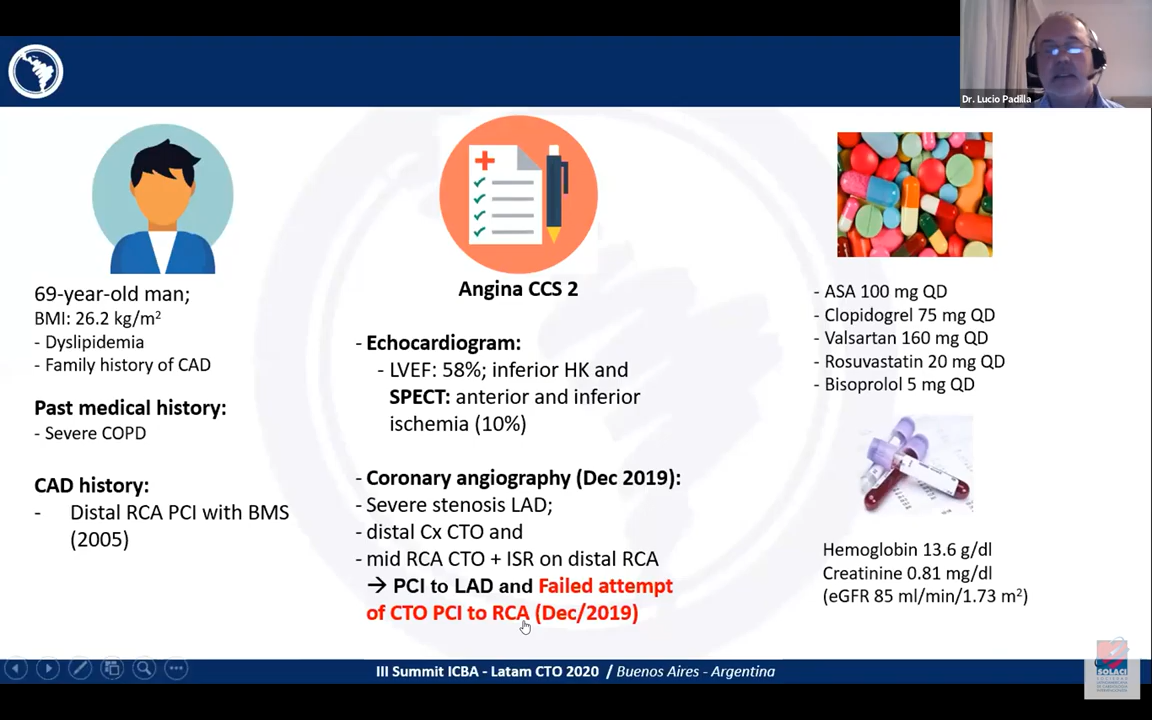 Dr. Lucio Padilla
69-year-old man;
BMI: 26.2 kg/m²
- Dyslipidemia
- Family history of CAD
Past medical history:
- Severe COPD
CAD history:
- Distal RCA PCI with BMS
(2005)
Angina CCS 2
- Echocardiogram:
- LVEF: 58%; inferior HK and
SPECT: anterior and inferior
ischemia (10%)
- Coronary angiography (Dec 2019):
- Severe stenosis LAD;
- distal Cx CTO and
- mid RCA CTO + ISR on distal RCA
→ PCI to LAD and Failed attempt
of CTO PCI to RCA (Dec/2019)
- ASA 100 mg QD
- Clopidogrel 75 mg QD
- Valsartan 160 mg QD
- Rosuvastatin 20 mg QD
- Bisoprolol 5 mg QD
Hemoglobin 13.6 g/dl
Creatinine 0.81 mg/dl
(eGFR 85 ml/min/1.73 m²)
III Summit ICBA - Latam CTO 2020 / Buenos Aires - Argentina
SOLACI